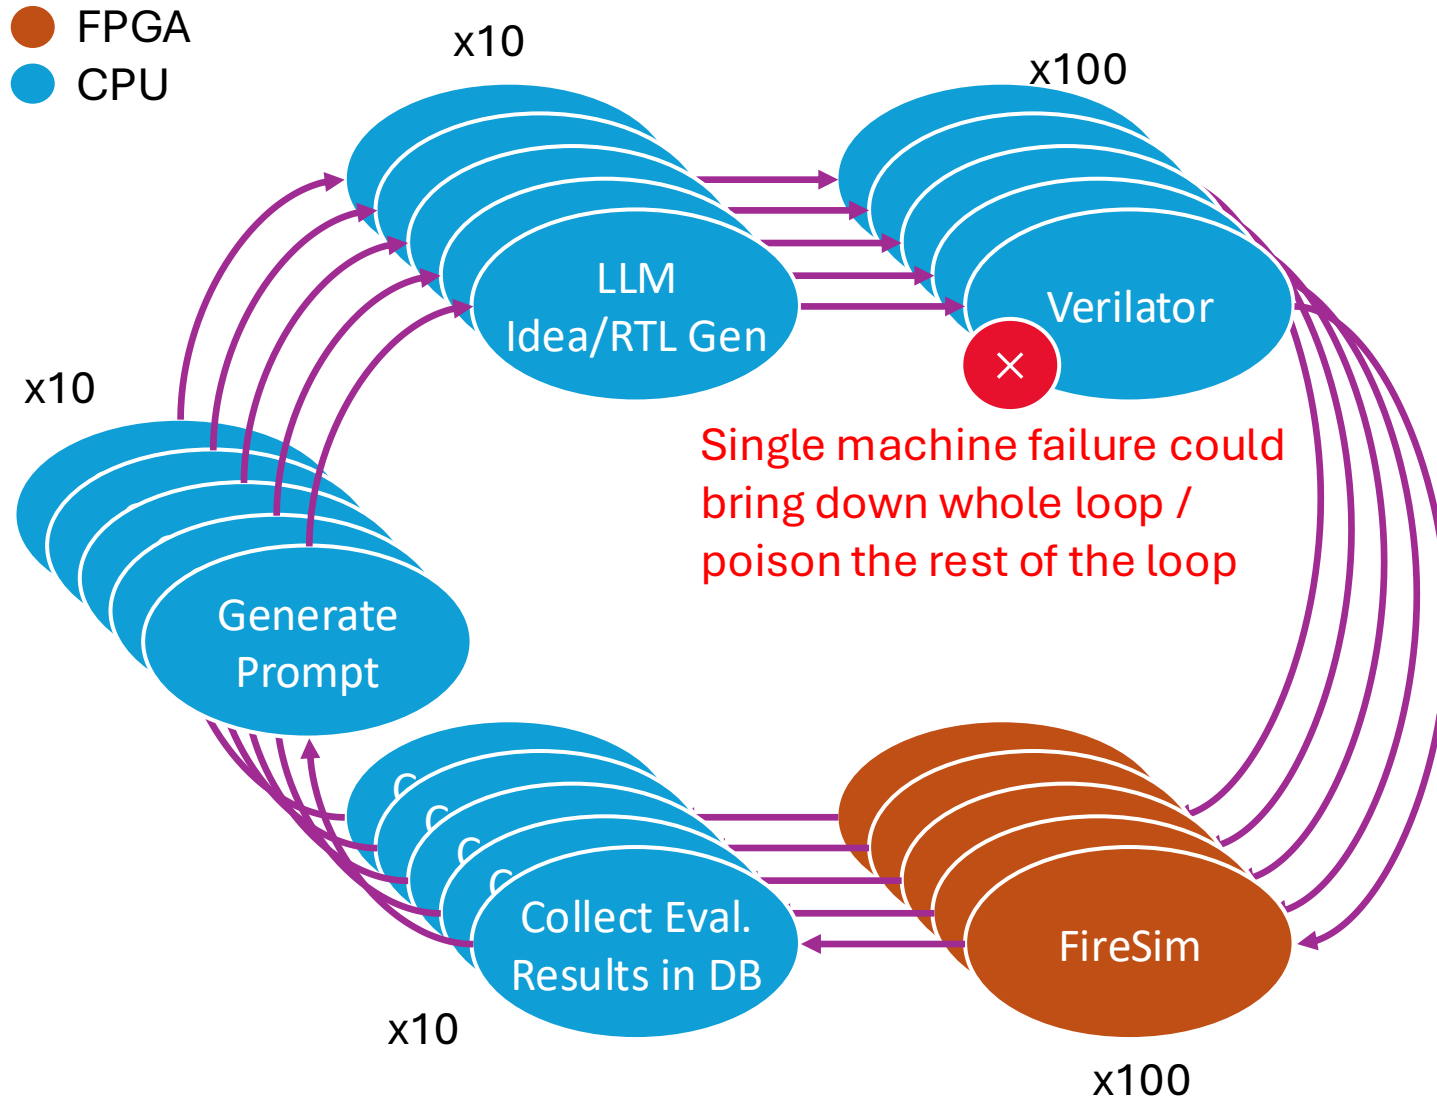 FPGA
CPU
x10
x100
LLM
Idea/RTL Gen
Verilator
x10
Single machine failure could
bring down whole loop /
poison the rest of the loop
Generate
Prompt
C
C
C
C
Collect Eval.
Results in DB
FireSim
x10
x100